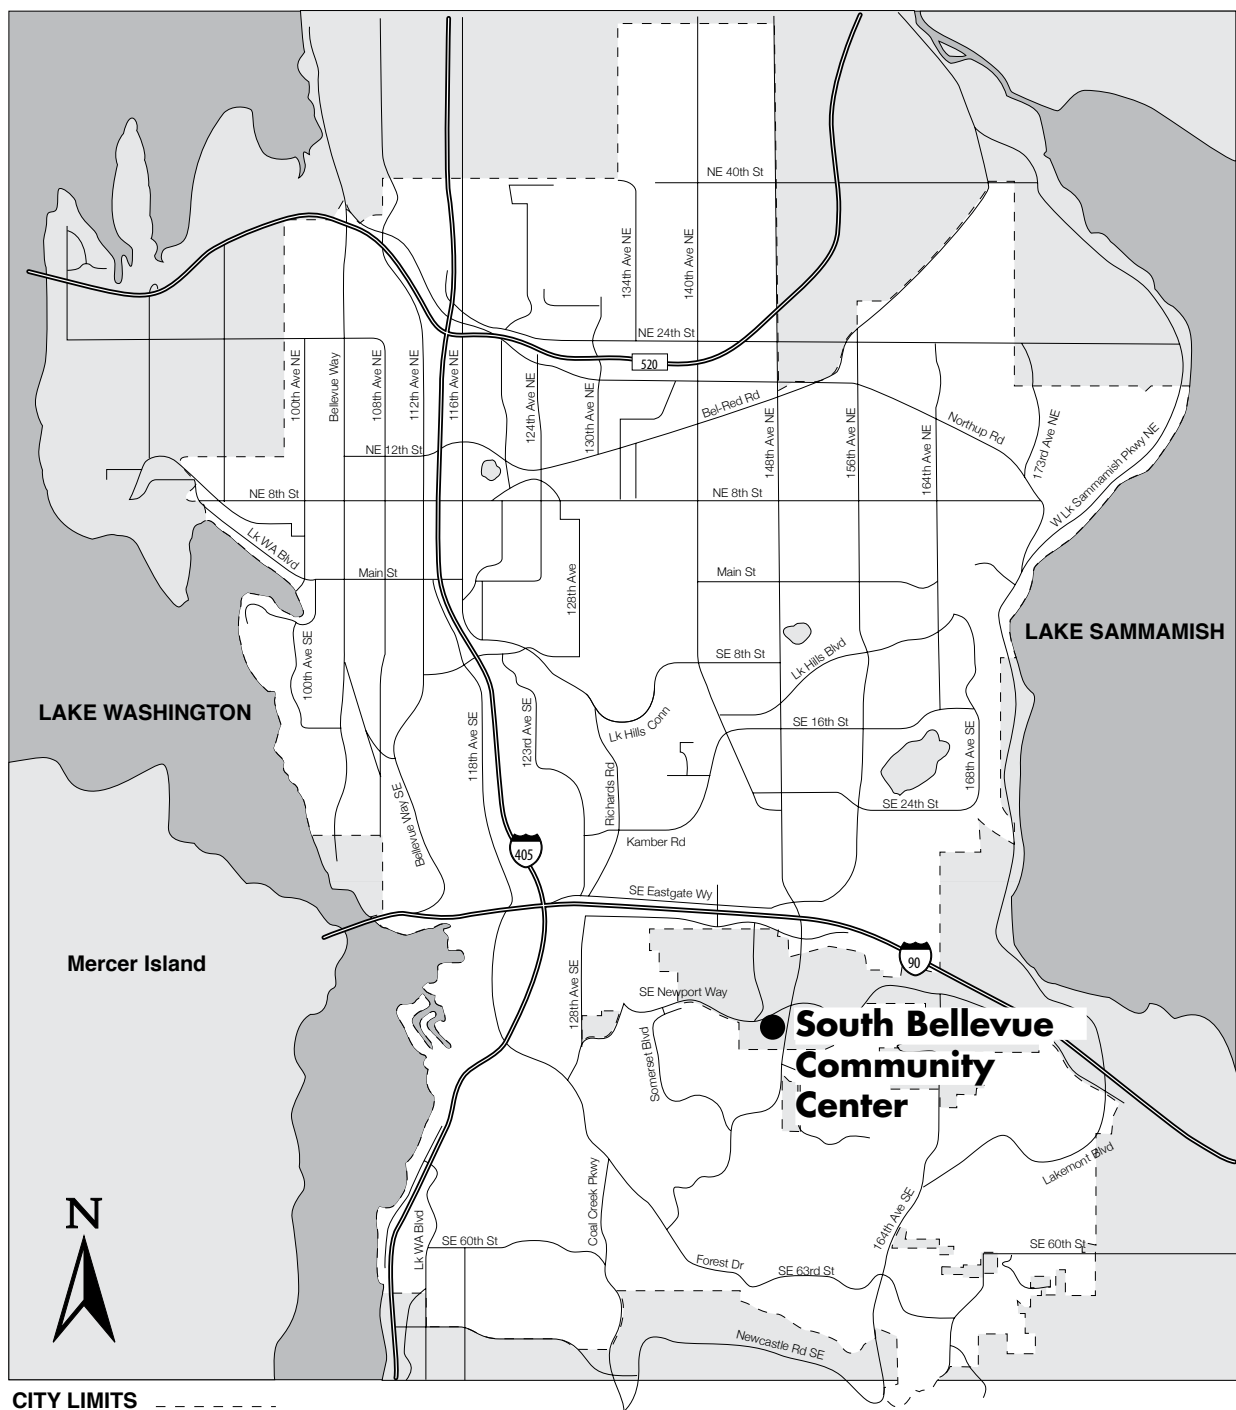 NE 40th St
134th Ave NE
140th Ave NE
NE 24th St
520
100th Ave NE
Bellevue Way
108th Ave NE
112th Ave NE
116th Ave NE
124th Ave NE
130th Ave NE
Bel-Red Rd
148th Ave NE
156th Ave NE
164th Ave NE
Northup Rd
173rd Ave NE
W Lk Sammamish Pkwy NE
NE 12th St
NE 8th St
NE 8th St
Lk WA Blvd
Main St
128th Ave
Main St
100th Ave SE
SE 8th St
Lk Hills Blvd
LAKE SAMMAMISH
LAKE WASHINGTON
118th Ave SE
123rd Ave SE
Lk Hills Conn
SE 16th St
168th Ave SE
Richards Rd
Bellevue Way SE
SE 24th St
Kamber Rd
405
SE Eastgate Wy
90
Mercer Island
128th Ave SE
SE Newport Way
Somerset Blvd
South Bellevue
Community
Center
Lakemont Blvd
Coal Creek Pkwy
164th Ave SE
N
Lk WA Blvd
SE 60th St
SE 60th St
Forest Dr
SE 63rd St
Newcastle Rd SE
CITY LIMITS